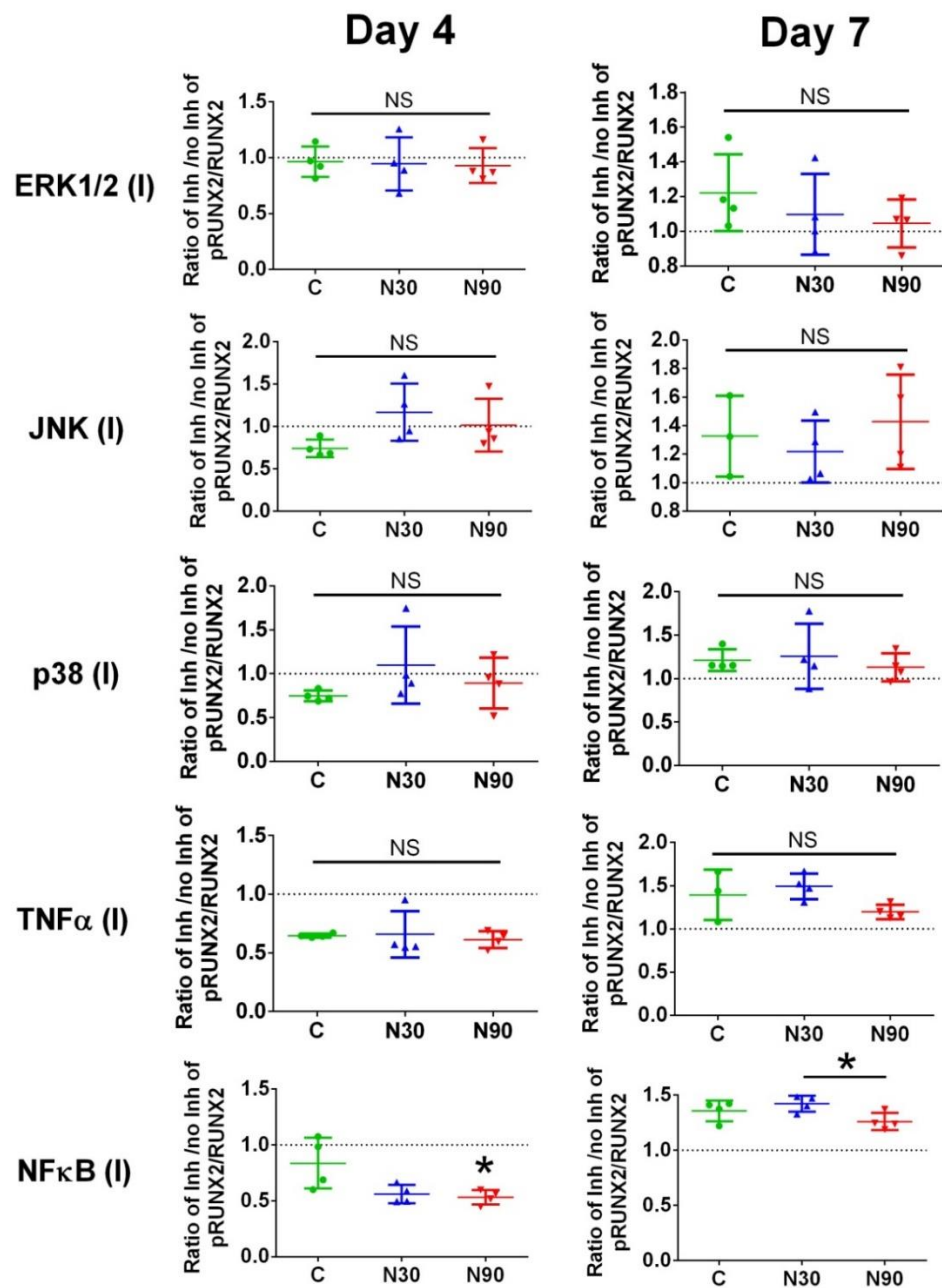 Day 4
Day 7
ERK1/2 (I)
Ratio of Inh /no Inh of
pRUNX2/RUNX2
1.5
1.0
0.5
0.0
NS
C N30 N90
Ratio of Inh /no Inh of
pRUNX2/RUNX2
1.8
1.6
1.4
1.2
1.0
0.8
NS
C N30 N90
JNK (I)
Ratio of Inh /no Inh of
pRUNX2/RUNX2
2.0
1.5
1.0
0.5
0.0
NS
C N30 N90
Ratio of Inh /no Inh of
pRUNX2/RUNX2
2.0
1.8
1.6
1.4
1.2
1.0
0.8
NS
C N30 N90
p38 (I)
Ratio of Inh /no Inh of
pRUNX2/RUNX2
2.0
1.5
1.0
0.5
0.0
NS
C N30 N90
Ratio of Inh /no Inh of
pRUNX2/RUNX2
2.0
1.5
1.0
0.5
0.0
NS
C N30 N90
TNFα (I)
Ratio of Inh /no Inh of
pRUNX2/RUNX2
1.5
1.0
0.5
0.0
NS
C N30 N90
Ratio of Inh /no Inh of
pRUNX2/RUNX2
2.0
1.5
1.0
0.5
0.0
NS
C N30 N90
NFκB (I)
Ratio of Inh /no Inh of
pRUNX2/RUNX2
1.5
1.0
0.5
0.0
*
C N30 N90
Ratio of Inh /no Inh of
pRUNX2/RUNX2
1.5
1.0
0.5
0.0
*
C N30 N90